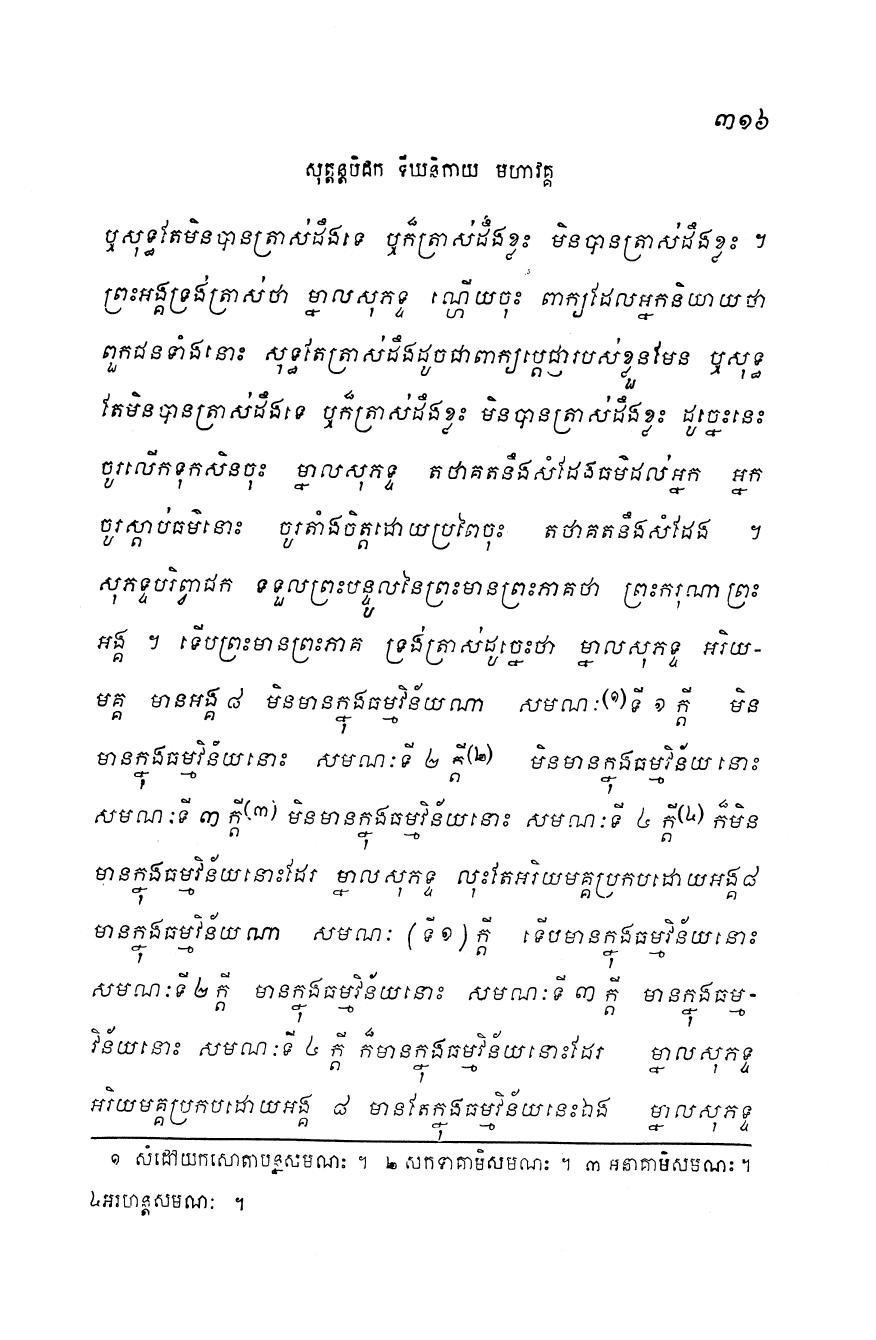 ៣១៦
សុត្តន្តបិដក ទីឃនិកាយ មហាវគ្គ
ឬសុទ្ធតែមិនបានត្រាស់ដឹងទេ ឬក៏ត្រាស់ដឹងខ្លះ មិនបានត្រាស់ដឹងខ្លះ ។
ព្រះអង្គទ្រង់ត្រាស់ថា ម្នាលសុភទ្ទ ណ្ហើយចុះ ពាក្យដែលអ្នកនិយាយថា
ពួកជនទាំងនោះ សុទ្ធតែត្រាស់ដឹងដូចជាពាក្យប្តេជ្ញារបស់ខ្លួនមែន ឬសុទ្ធ
តែមិនបានត្រាស់ដឹងទេ ឬក៏ត្រាស់ដឹងខ្លះ មិនបានត្រាស់ដឹងខ្លះ ដូច្នេះនេះ
ចូរលើកទុកសិនចុះ ម្នាលសុភទ្ទ តថាគតនឹងសំដែងធម៌ដល់អ្នក អ្នក
ចូរស្តាប់ធម៌នោះ ចូរតាំងចិត្តដោយប្រពៃចុះ តថាគតនឹងសំដែង ។
សុភទ្ទបរិព្វាជក ទទួលព្រះបន្ទូលនៃព្រះមានព្រះភាគថា ព្រះករុណាព្រះ
អង្គ ។ ទើបព្រះមានព្រះភាគ ទ្រង់ត្រាស់ដូច្នេះថា ម្នាលសុភទ្ទ អរិយ-
មគ្គ មានអង្គ ៨ មិនមានក្នុងធម្មវិន័យណា សមណៈ(១)ទី ១ ក្តី មិន
មានក្នុងធម្មវិន័យនោះ សមណៈទី ២ ក្តី(២) មិនមានក្នុងធម្មវិន័យនោះ
សមណៈទី ៣ ក្តី(៣) មិនមានក្នុងធម្មវិន័យនោះ សមណៈទី ៤ ក្តី(៤) ក៏មិន
មានក្នុងធម្មវិន័យនោះដែរ ម្នាលសុភទ្ទ លុះតែអរិយមគ្គប្រកបដោយអង្គ៨
មានក្នុងធម្មវិន័យណា សមណៈ (ទី១) ក្តី ទើបមានក្នុងធម្មវិន័យនោះ
សមណៈទី២ ក្តី មានក្នុងធម្មវិន័យនោះ សមណៈទី ៣ ក្តី មានក្នុងធម្ម-
វិន័យនោះ សមណៈទី ៤ ក្តី ក៏មានក្នុងធម្មវិន័យនោះដែរ ម្នាលសុភទ្ទ
អរិយមគ្គប្រកបដោយអង្គ ៨ មានតែក្នុងធម្មវិន័យនេះឯង ម្នាលសុភទ្ទ
១ សំដៅយកសោតាបន្នសមណៈ ។ ២ សកទាគាមិសមណៈ ។ ៣ អនាគាមិសមណៈ ។
៤អរហន្តសមណៈ ។